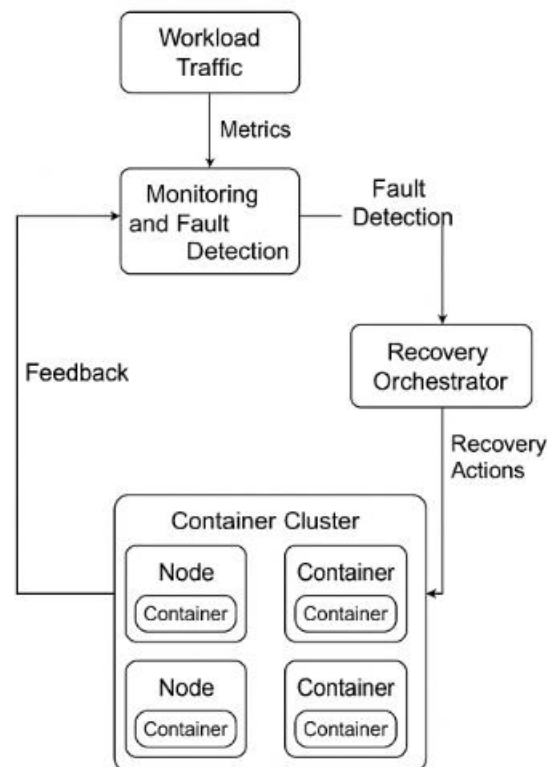 Workload
Traffic
Metrics
Monitoring
and Fault
Detection
Fault
Detection
Recovery
Orchestrator
Feedback
Recovery
Actions
Container Cluster
Node
Container
Container
Container
Node
Container
Container
Container